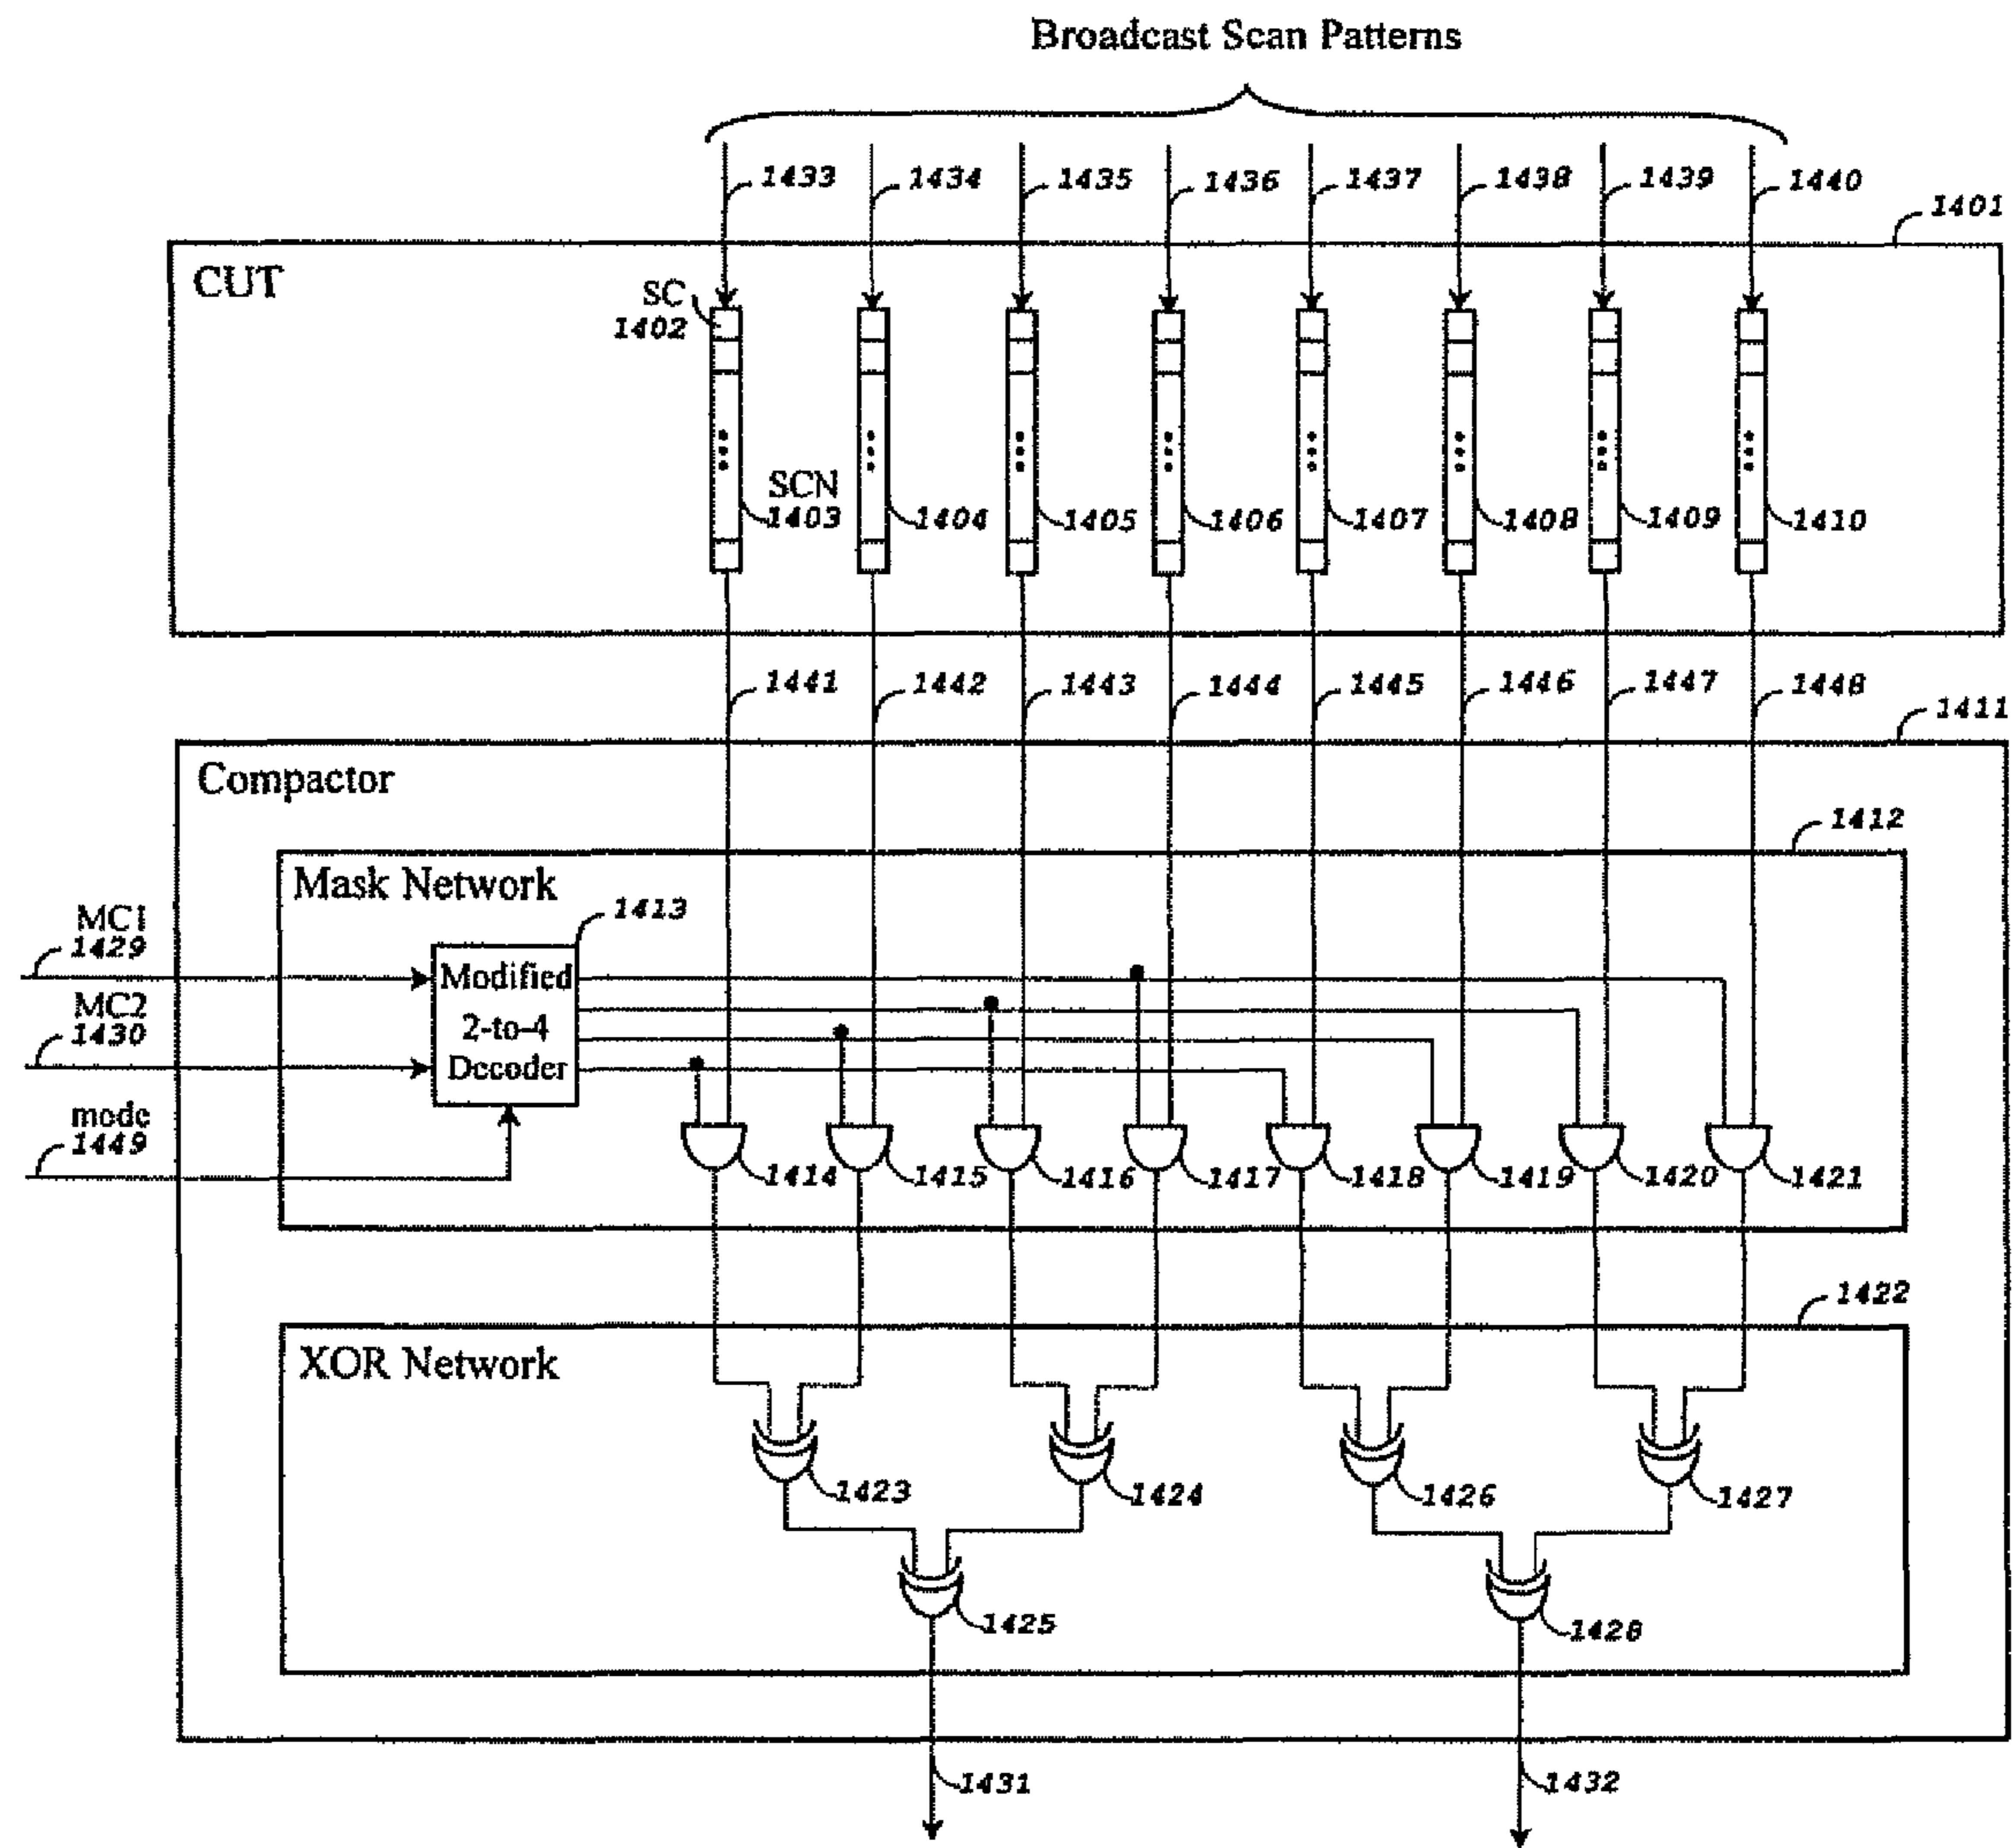 Broadcast Scan Patterns
1433 1434 1435 1436 1437 1438 1439 1440
1401
CUT
SC
1402
SCN
1403 1404 1405 1406 1407 1408 1409 1410
1441 1442 1443 1444 1445 1446 1447 1448
1411
Compactor
1412
Mask Network
MC1
1429
1413
Modified
2-to-4
Decoder
MC2
1430
mode
1449
1414 1415 1416 1417 1418 1419 1420 1421
1422
XOR Network
1423 1424 1426 1427
1425 1428
1431 1432